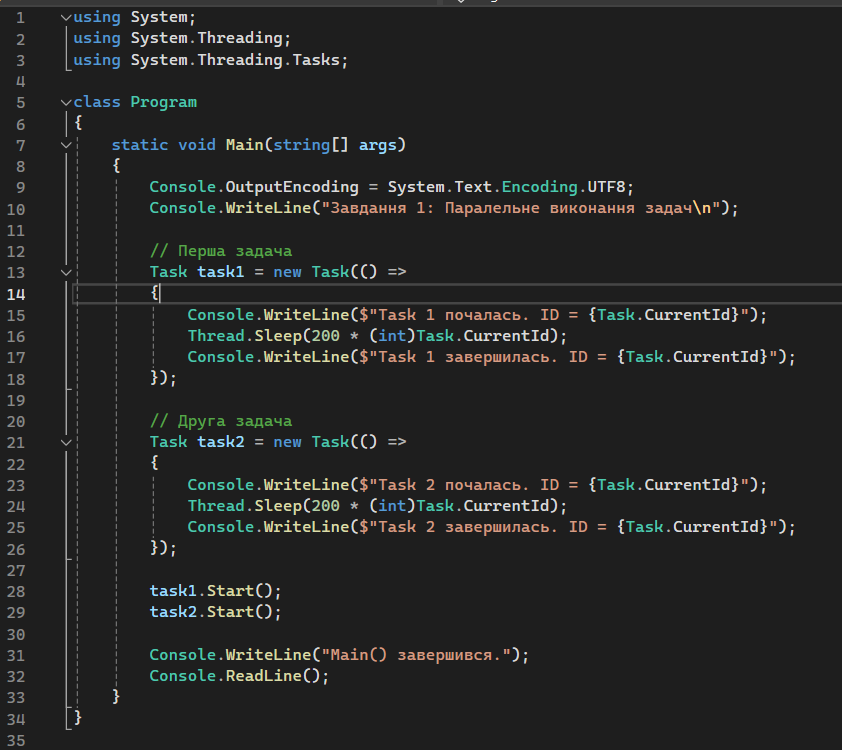 1 using System;
2 using System.Threading;
3 using System.Threading.Tasks;
4
5 class Program
6 {
7 static void Main(string[] args)
8 {
9 Console.OutputEncoding = System.Text.Encoding.UTF8;
10 Console.WriteLine("Завдання 1: Паралельне виконання задач\n");
11
12 // Перша задача
13 Task task1 = new Task(() =>
14 {
15 Console.WriteLine($"Task 1 почалась. ID = {Task.CurrentId}");
16 Thread.Sleep(200 * (int)Task.CurrentId);
17 Console.WriteLine($"Task 1 завершилась. ID = {Task.CurrentId}");
18 });
19
20 // Друга задача
21 Task task2 = new Task(() =>
22 {
23 Console.WriteLine($"Task 2 почалась. ID = {Task.CurrentId}");
24 Thread.Sleep(200 * (int)Task.CurrentId);
25 Console.WriteLine($"Task 2 завершилась. ID = {Task.CurrentId}");
26 });
27
28 task1.Start();
29 task2.Start();
30
31 Console.WriteLine("Main() завершився.");
32 Console.ReadLine();
33 }
34 }
35